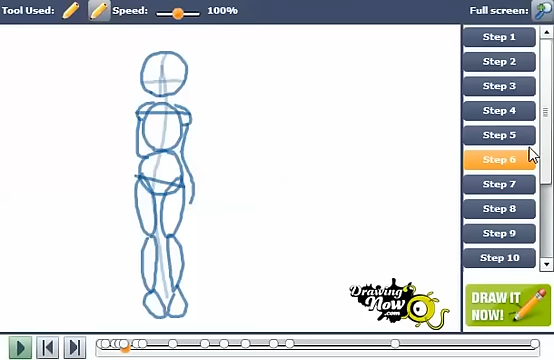 Tool Used: Speed: 100% Full screen:
Step 1
Step 2
Step 3
Step 4
Step 5
Step 6
Step 7
Step 8
Step 9
Step 10
Drawing
Now.com
DRAW IT
NOW!